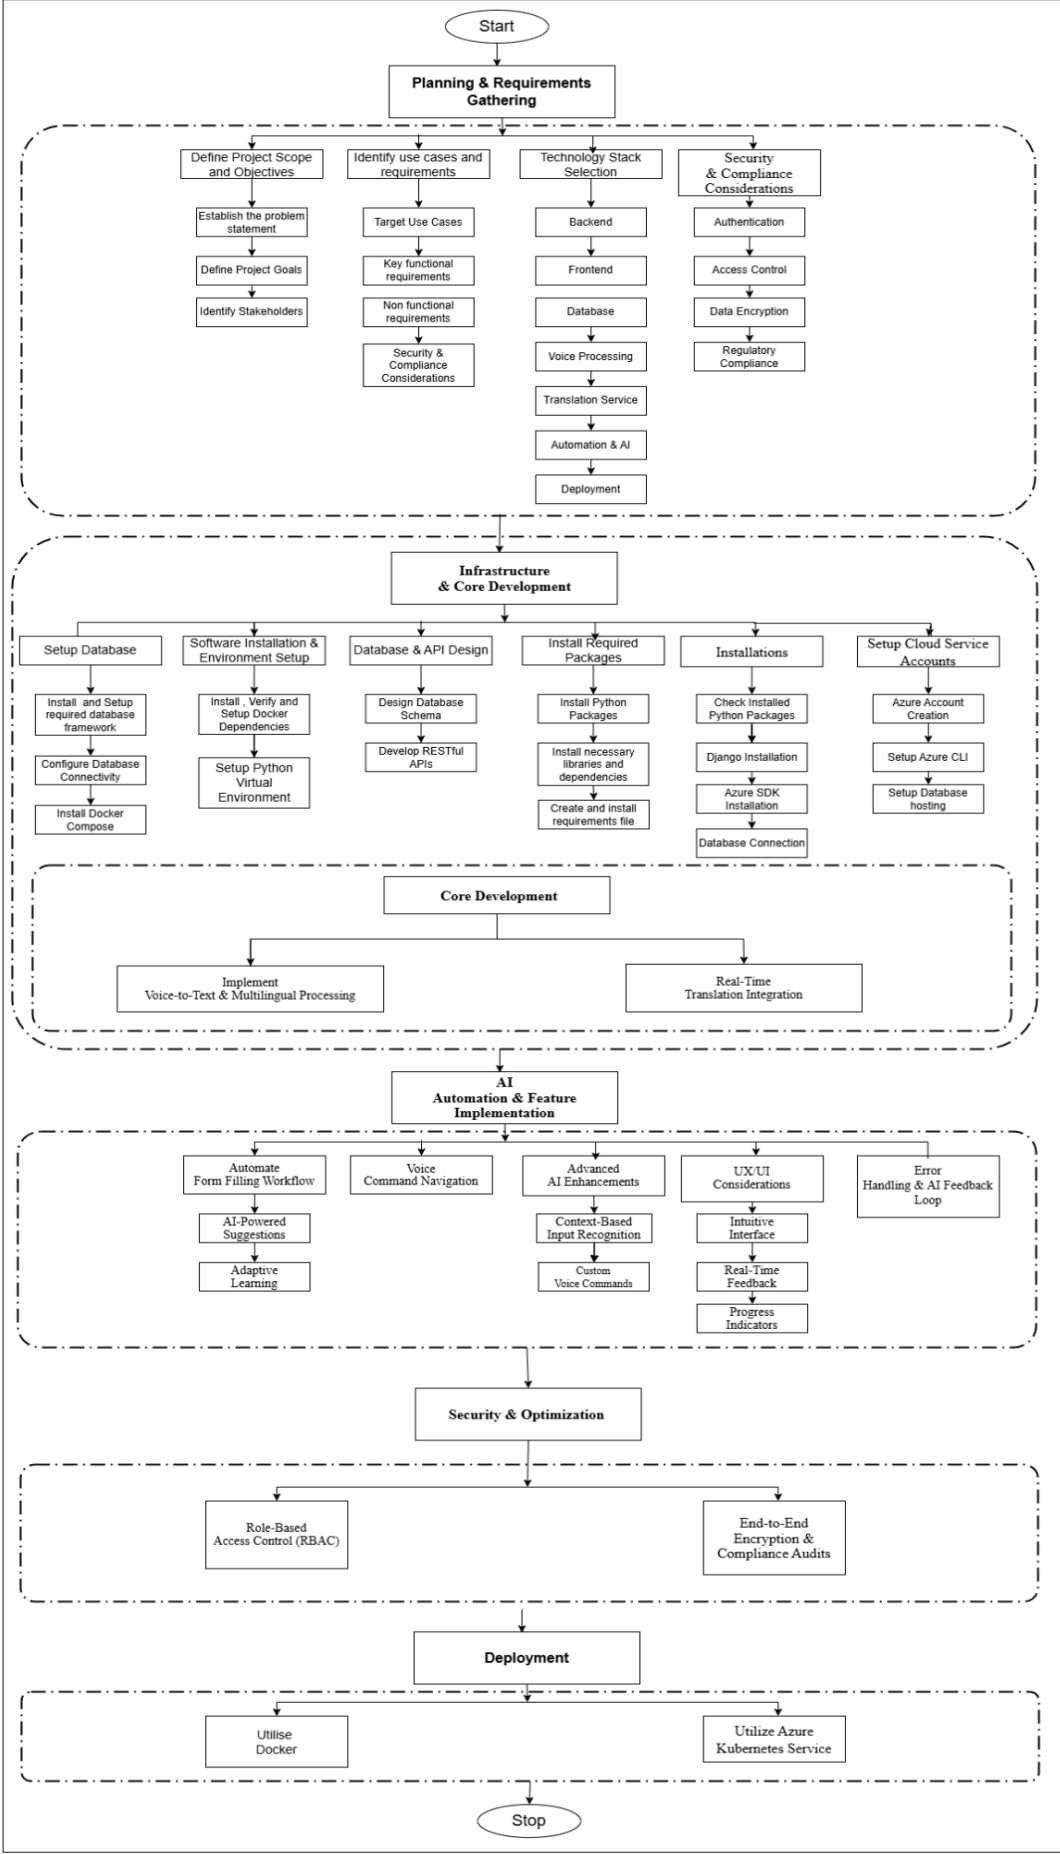 Start
Planning & Requirements
Gathering
Define Project Scope
and Objectives
Identify use cases and
requirements
Technology Stack
Selection
Security
& Compliance
Considerations
Establish the problem
statement
Target Use Cases
Backend
Authentication
Define Project Goals
Key functional
requirements
Frontend
Access Control
Identify Stakeholders
Non functional
requirements
Database
Data Encryption
Security &
Compliance
Considerations
Voice Processing
Regulatory
Compliance
Translation Service
Automation & AI
Deployment
Infrastructure
& Core Development
Setup Database
Software Installation &
Environment Setup
Database & API Design
Install Required
Packages
Installations
Setup Cloud Service
Accounts
Install  and Setup
required database
framework
Install , Verify and
Setup Docker
Dependencies
Design Database
Schema
Install Python
Packages
Check Installed
Python Packages
Azure Account
Creation
Configure Database
Connectivity
Setup Python
Virtual
Environment
Develop RESTful
APIs
Install necessary
libraries and
dependencies
Django Installation
Setup Azure CLI
Install Docker
Compose
Create and install
requirements file
Azure SDK
Installation
Setup Database
hosting
Database Connection
Core Development
Implement
Voice-to-Text & Multilingual Processing
Real-Time
Translation Integration
AI
Automation & Feature
Implementation
Automate
Form Filling Workflow
Voice
Command Navigation
Advanced
AI Enhancements
UX/UI
Considerations
Error
Handling & AI Feedback
Loop
AI-Powered
Suggestions
Context-Based
Input Recognition
Intuitive
Interface
Adaptive
Learning
Custom
Voice Commands
Real-Time
Feedback
Progress
Indicators
Security & Optimization
Role-Based
Access Control (RBAC)
End-to-End
Encryption &
Compliance Audits
Deployment
Utilise
Docker
Utilize Azure
Kubernetes Service
Stop